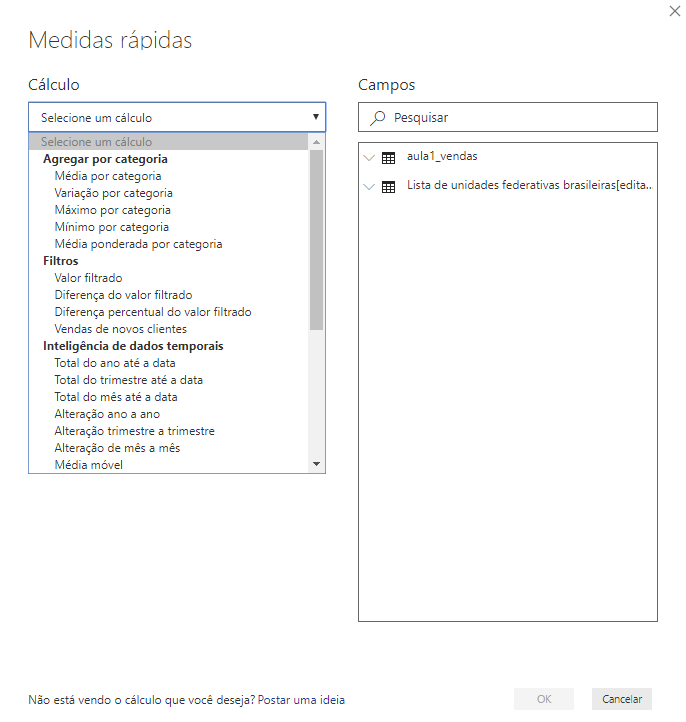 Medidas rápidas
Cálculo
Selecione um cálculo
Selecione um cálculo
Agregar por categoria
Média por categoria
Variação por categoria
Máximo por categoria
Mínimo por categoria
Média ponderada por categoria
Filtros
Valor filtrado
Diferença do valor filtrado
Diferença percentual do valor filtrado
Vendas de novos clientes
Inteligência de dados temporais
Total do ano até a data
Total do trimestre até a data
Total do mês até a data
Alteração ano a ano
Alteração trimestre a trimestre
Alteração de mês a mês
Média móvel
Campos
Pesquisar
aula1_vendas
Lista de unidades federativas brasileiras[edita...
Não está vendo o cálculo que você deseja? Postar uma ideia
OK
Cancelar